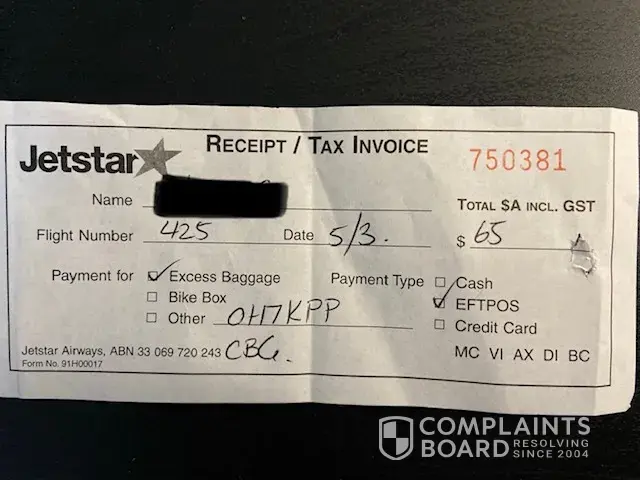 Jetstar RECEIPT / TAX INVOICE 750381
Name TOTAL $A INCL. GST
Flight Number 425 Date 5/3. $ 65
Payment for Excess Baggage Payment Type Cash
Bike Box EFTPOS
Other OH7KPP Credit Card
Jetstar Airways, ABN 33 069 720 243 CBG. MC VI AX DI BC
Form No. 91H00017
COMPLAINTS
BOARD RESOLVING
SINCE 2004